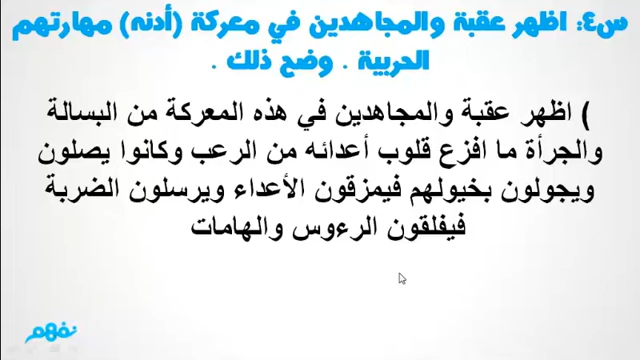 س٤: اظهر عقبة والمجاهدين في معركة (أدنه) مهارتهم
الحربية . وضح ذلك .
) اظهر عقبة والمجاهدين في هذه المعركة من البسالة
والجرأة ما افزع قلوب أعدائه من الرعب وكانوا يصلون
ويجولون بخيولهم فيمزقون الأعداء ويرسلون الضربة
فيفلقون الرءوس والهامات
نفهم